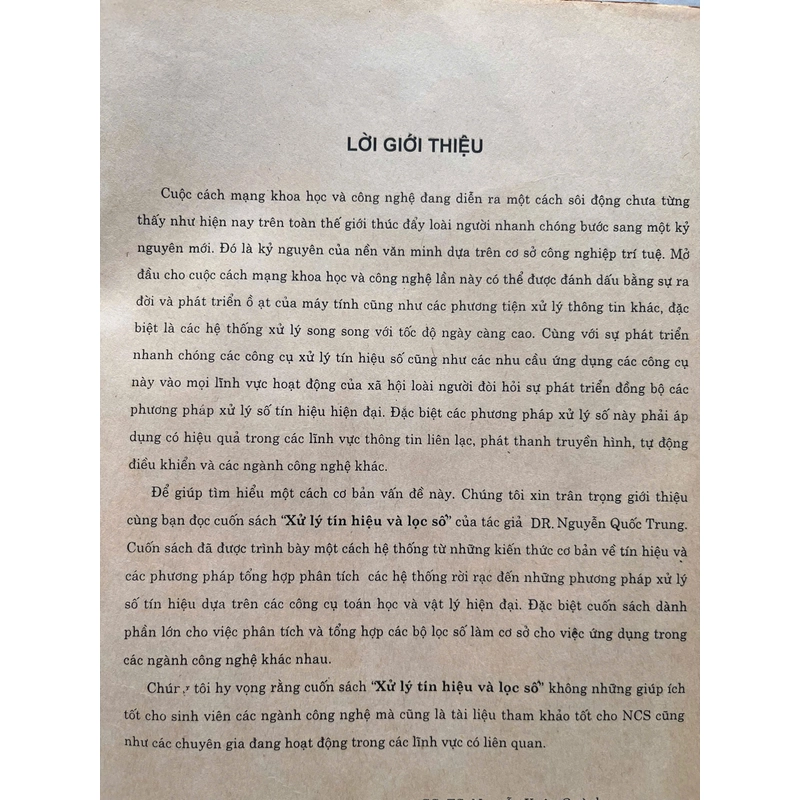 LỜI GIỚI THIỆU
Cuộc cách mạng khoa học và công nghệ đang diễn ra một cách sôi động chưa từng
thấy như hiện nay trên toàn thế giới thúc đẩy loài người nhanh chóng bước sang một kỷ
nguyên mới. Đó là kỷ nguyên của nền văn minh dựa trên cơ sở công nghiệp trí tuệ. Mở
đầu cho cuộc cách mạng khoa học và công nghệ lần này có thể được đánh dấu bằng sự ra
đời và phát triển ồ ạt của máy tính cũng như các phương tiện xử lý thông tin khác, đặc
biệt là các hệ thống xử lý song song với tốc độ ngày càng cao. Cùng với sự phát triển
nhanh chóng các công cụ xử lý tín hiệu số cũng như các nhu cầu ứng dụng các công cụ
này vào mọi lĩnh vực hoạt động của xã hội loài người đòi hỏi sự phát triển đồng bộ các
phương pháp xử lý số tín hiệu hiện đại. Đặc biệt các phương pháp xử lý số này phải áp
dụng có hiệu quả trong các lĩnh vực thông tin liên lạc, phát thanh truyền hình, tự động
điều khiển và các ngành công nghệ khác.
Để giúp tìm hiểu một cách cơ bản vấn đề này. Chúng tôi xin trân trọng giới thiệu
cùng bạn đọc cuốn sách "Xử lý tín hiệu và lọc số" của tác giả DR. Nguyễn Quốc Trung.
Cuốn sách đã được trình bày một cách hệ thống từ những kiến thức cơ bản về tín hiệu và
các phương pháp tổng hợp phân tích các hệ thống rời rạc đến những phương pháp xử lý
số tín hiệu dựa trên các công cụ toán học và vật lý hiện đại. Đặc biệt cuốn sách dành
phần lớn cho việc phân tích và tổng hợp các bộ lọc số làm cơ sở cho việc ứng dụng trong
các ngành công nghệ khác nhau.
tôi hy vọng rằng cuốn sách "Xử lý tín hiệu và lọc số" không những giúp ích
tốt cho sinh viên các ngành công nghệ mà cũng là tài liệu tham khảo tốt cho NCS cũng
như các chuyên gia đang hoạt động trong các lĩnh vực có liên quan.